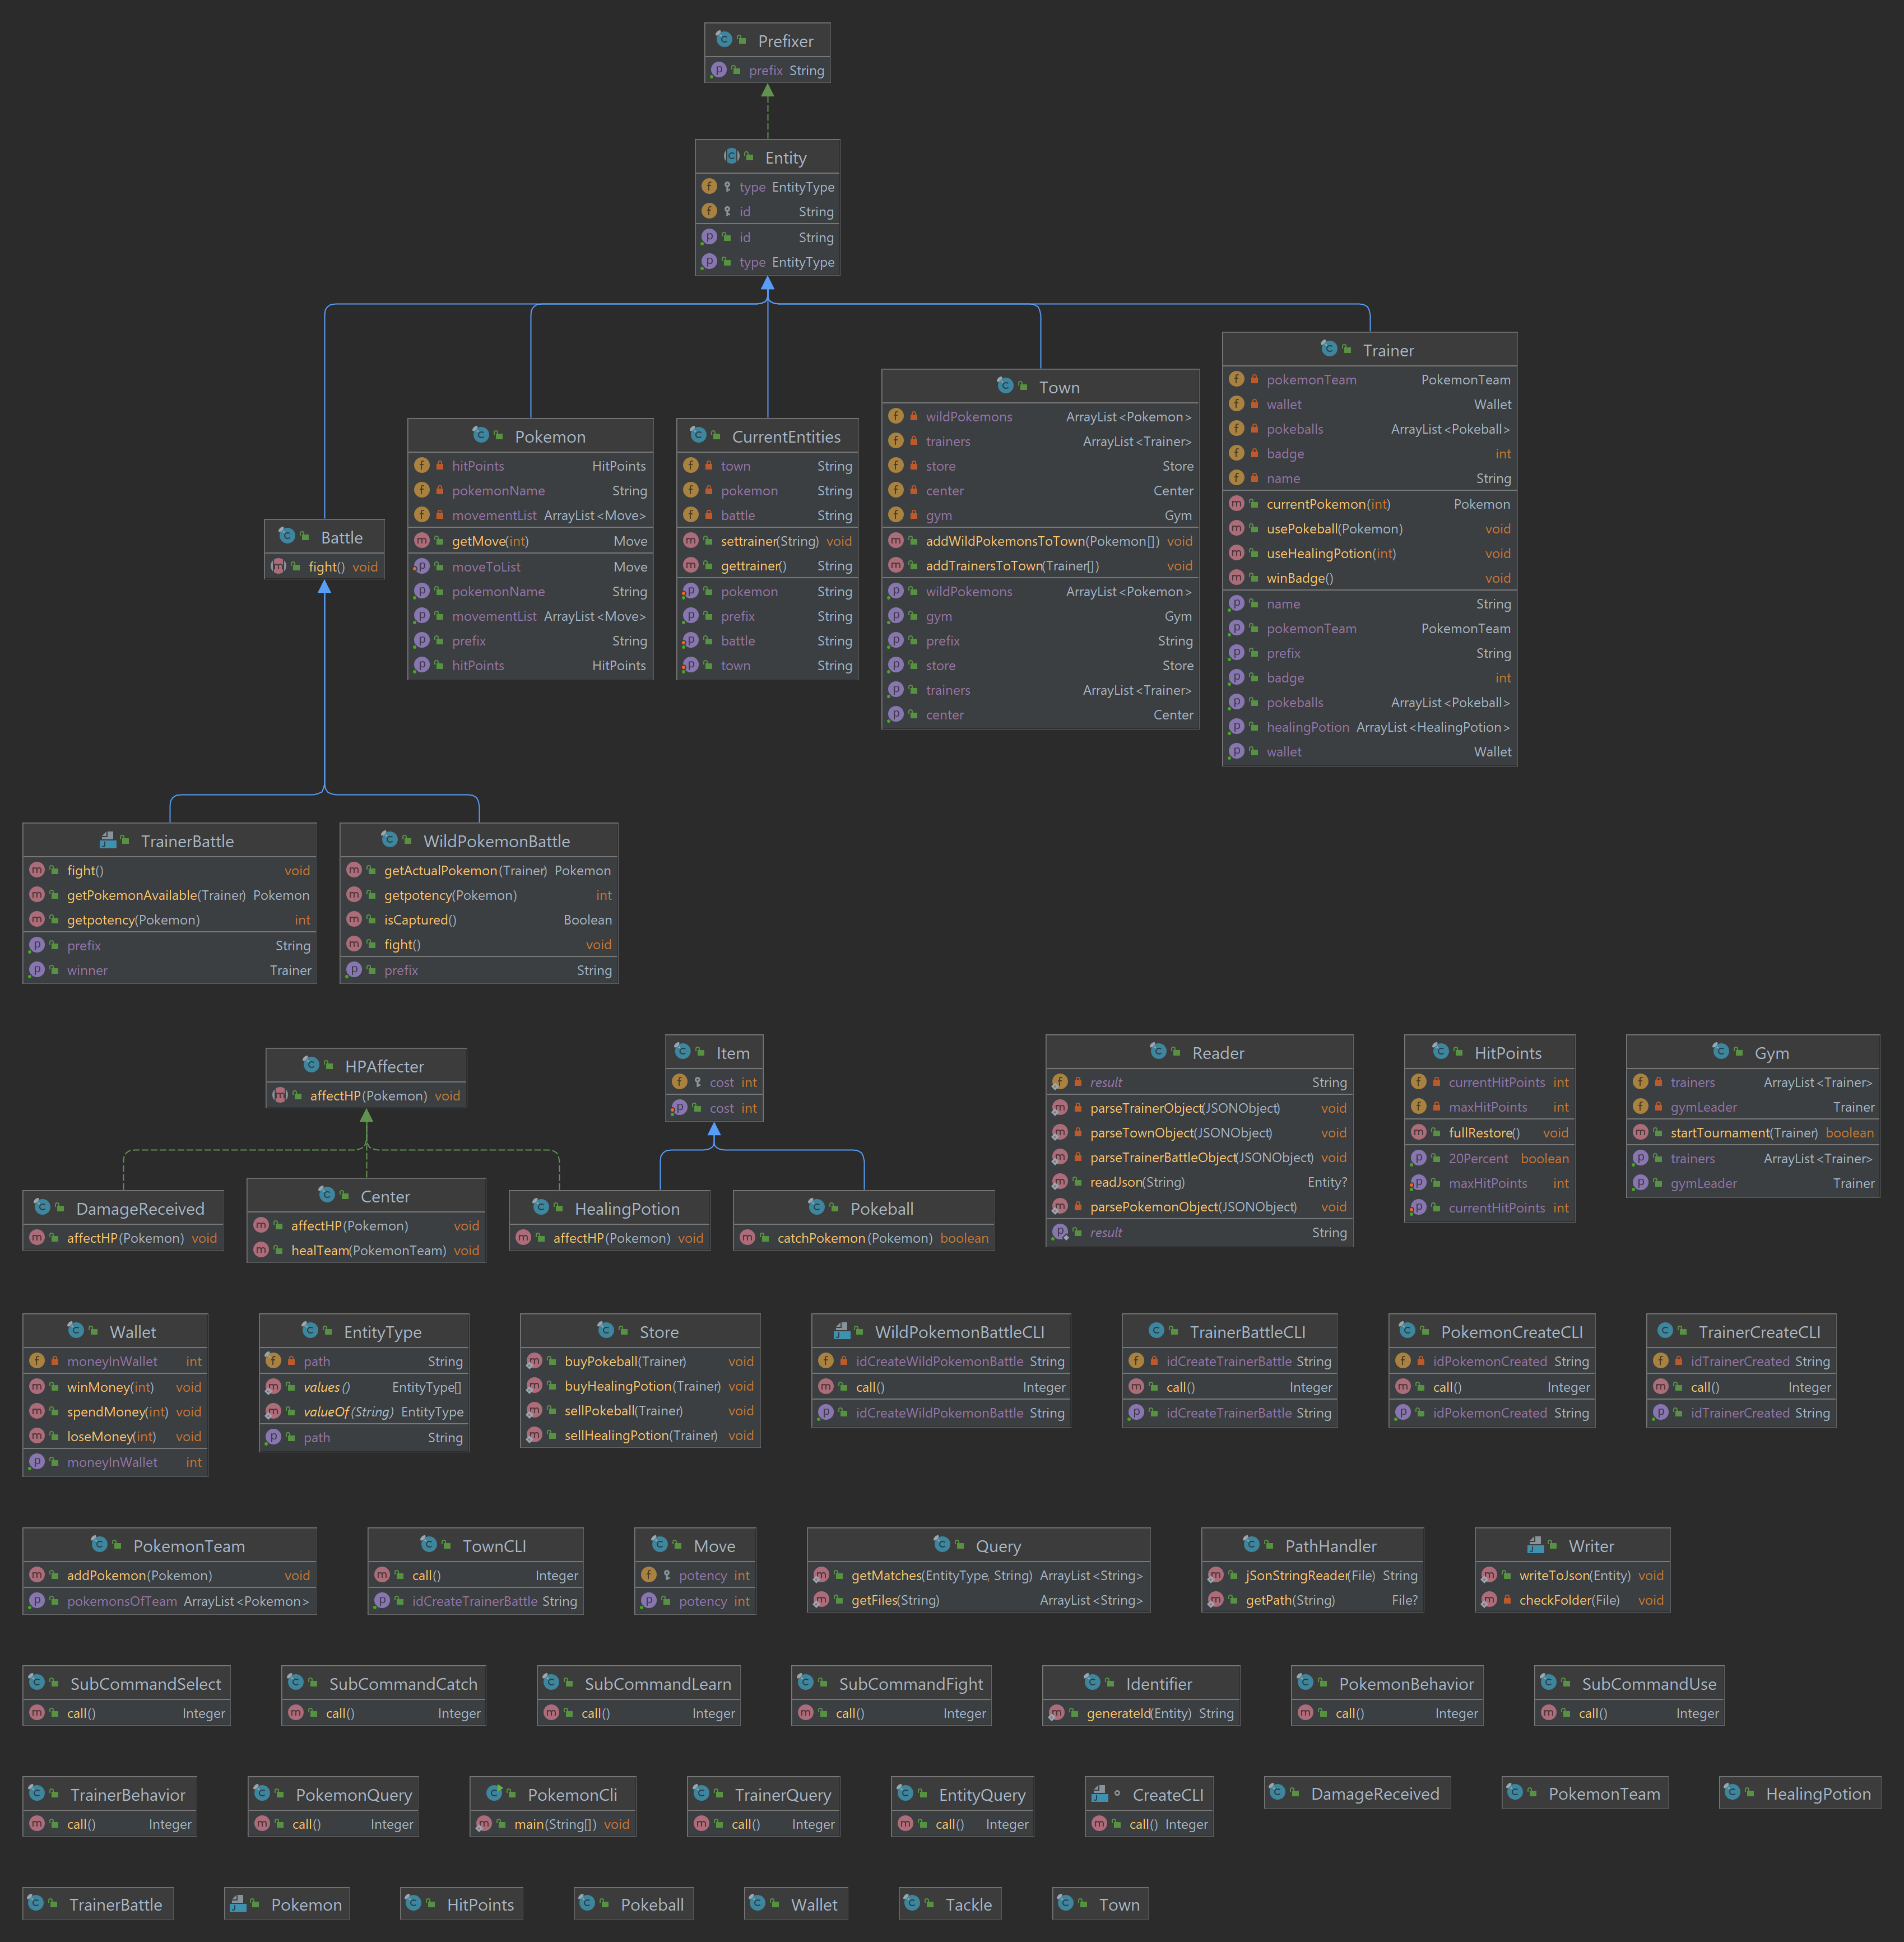 Prefixer
prefix String
Entity
type EntityType
id String
id String
type EntityType
Battle
fight() void
Pokemon
hitPoints HitPoints
pokemonName String
movementList ArrayList<Move>
getMove(int) Move
moveToList Move
pokemonName String
movementList ArrayList<Move>
prefix String
hitPoints HitPoints
CurrentEntities
town String
pokemon String
battle String
settrainer(String) void
gettrainer() String
pokemon String
prefix String
battle String
town String
Town
wildPokemons ArrayList<Pokemon>
trainers ArrayList<Trainer>
store Store
center Center
gym Gym
addWildPokemonsToTown(Pokemon[]) void
addTrainersToTown(Trainer[]) void
wildPokemons ArrayList<Pokemon>
gym Gym
prefix String
store Store
trainers ArrayList<Trainer>
center Center
Trainer
pokemonTeam PokemonTeam
wallet Wallet
pokeballs ArrayList<Pokeball>
badge int
name String
currentPokemon(int) Pokemon
usePokeball(Pokemon) void
useHealingPotion(int) void
winBadge() void
name String
pokemonTeam PokemonTeam
prefix String
badge int
pokeballs ArrayList<Pokeball>
healingPotion ArrayList<HealingPotion>
wallet Wallet
TrainerBattle
fight() void
getPokemonAvailable(Trainer) Pokemon
getpotency(Pokemon) int
prefix String
winner Trainer
WildPokemonBattle
getActualPokemon(Trainer) Pokemon
getpotency(Pokemon) int
isCaptured() Boolean
fight() void
prefix String
HPAffecter
affectHP(Pokemon) void
Item
cost int
cost int
Reader
result String
parseTrainerObject(JSONObject) void
parseTownObject(JSONObject) void
parseTrainerBattleObject(JSONObject) void
readJson(String) Entity?
parsePokemonObject(JSONObject) void
result String
HitPoints
currentHitPoints int
maxHitPoints int
fullRestore() void
20Percent boolean
maxHitPoints int
currentHitPoints int
Gym
trainers ArrayList<Trainer>
gymLeader Trainer
startTournament(Trainer) boolean
trainers ArrayList<Trainer>
gymLeader Trainer
DamageReceived
affectHP(Pokemon) void
Center
affectHP(Pokemon) void
healTeam(PokemonTeam) void
HealingPotion
affectHP(Pokemon) void
Pokeball
catchPokemon(Pokemon) boolean
Wallet
moneyInWallet int
winMoney(int) void
spendMoney(int) void
loseMoney(int) void
moneyInWallet int
EntityType
path String
values() EntityType[]
valueOf(String) EntityType
path String
Store
buyPokeball(Trainer) void
buyHealingPotion(Trainer) void
sellPokeball(Trainer) void
sellHealingPotion(Trainer) void
WildPokemonBattleCLI
idCreateWildPokemonBattle String
call() Integer
idCreateWildPokemonBattle String
TrainerBattleCLI
idCreateTrainerBattle String
call() Integer
idCreateTrainerBattle String
PokemonCreateCLI
idPokemonCreated String
call() Integer
idPokemonCreated String
TrainerCreateCLI
idTrainerCreated String
call() Integer
idTrainerCreated String
PokemonTeam
addPokemon(Pokemon) void
pokemonsOfTeam ArrayList<Pokemon>
TownCLI
call() Integer
idCreateTrainerBattle String
Move
potency int
potency int
Query
getMatches(EntityType, String) ArrayList<String>
getFiles(String) ArrayList<String>
PathHandler
jSonStringReader(File) String
getPath(String) File?
Writer
writeToJson(Entity) void
checkFolder(File) void
SubCommandSelect
call() Integer
SubCommandCatch
call() Integer
SubCommandLearn
call() Integer
SubCommandFight
call() Integer
Identifier
generateId(Entity) String
PokemonBehavior
call() Integer
SubCommandUse
call() Integer
TrainerBehavior
call() Integer
PokemonQuery
call() Integer
PokemonCli
main(String[]) void
TrainerQuery
call() Integer
EntityQuery
call() Integer
CreateCLI
call() Integer
DamageReceived
PokemonTeam
HealingPotion
TrainerBattle
Pokemon
HitPoints
Pokeball
Wallet
Tackle
Town